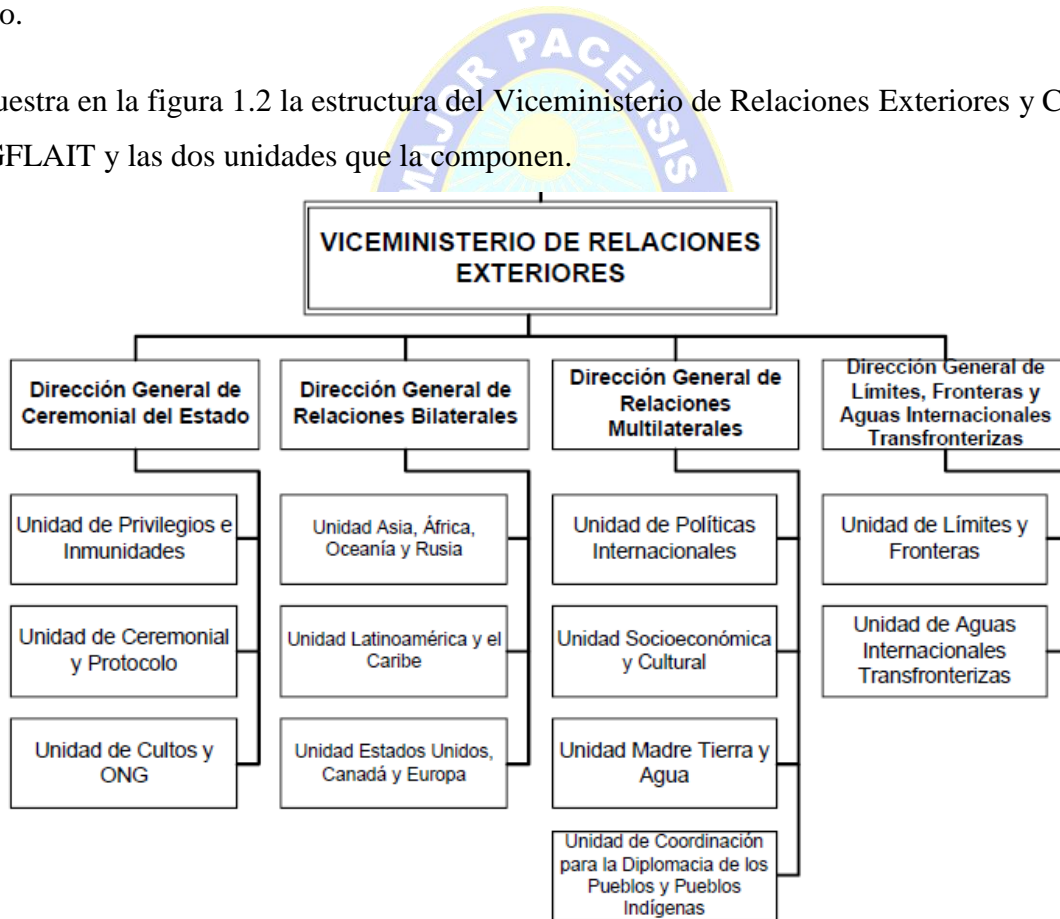 o.
MAJOR PACENSIS
uestra en la figura 1.2 la estructura del Viceministerio de Relaciones Exteriores y C
GFLAIT y las dos unidades que la componen.
VICEMINISTERIO DE RELACIONES
EXTERIORES
Dirección General de
Ceremonial del Estado
Dirección General de
Relaciones Bilaterales
Dirección General de
Relaciones
Multilaterales
Dirección General de
Límites, Fronteras y
Aguas Internacionales
Transfronterizas
Unidad de Privilegios e
Inmunidades
Unidad Asia, África,
Oceanía y Rusia
Unidad de Políticas
Internacionales
Unidad de Límites y
Fronteras
Unidad de Ceremonial
y Protocolo
Unidad Latinoamérica y el
Caribe
Unidad Socioeconómica
y Cultural
Unidad de Aguas
Internacionales
Transfronterizas
Unidad de Cultos y
ONG
Unidad Estados Unidos,
Canadá y Europa
Unidad Madre Tierra y
Agua
Unidad de Coordinación
para la Diplomacia de los
Pueblos y Pueblos
Indígenas